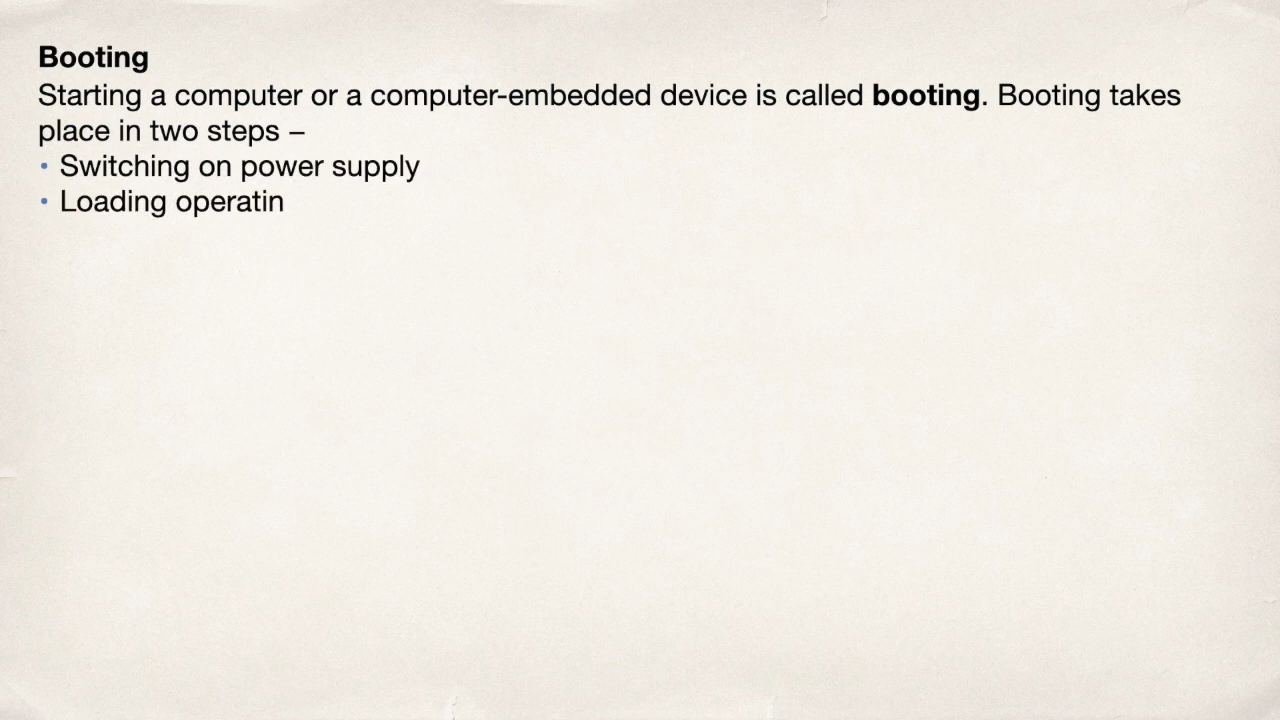 Booting
Starting a computer or a computer-embedded device is called booting. Booting takes
place in two steps –
• Switching on power supply
• Loading operatin